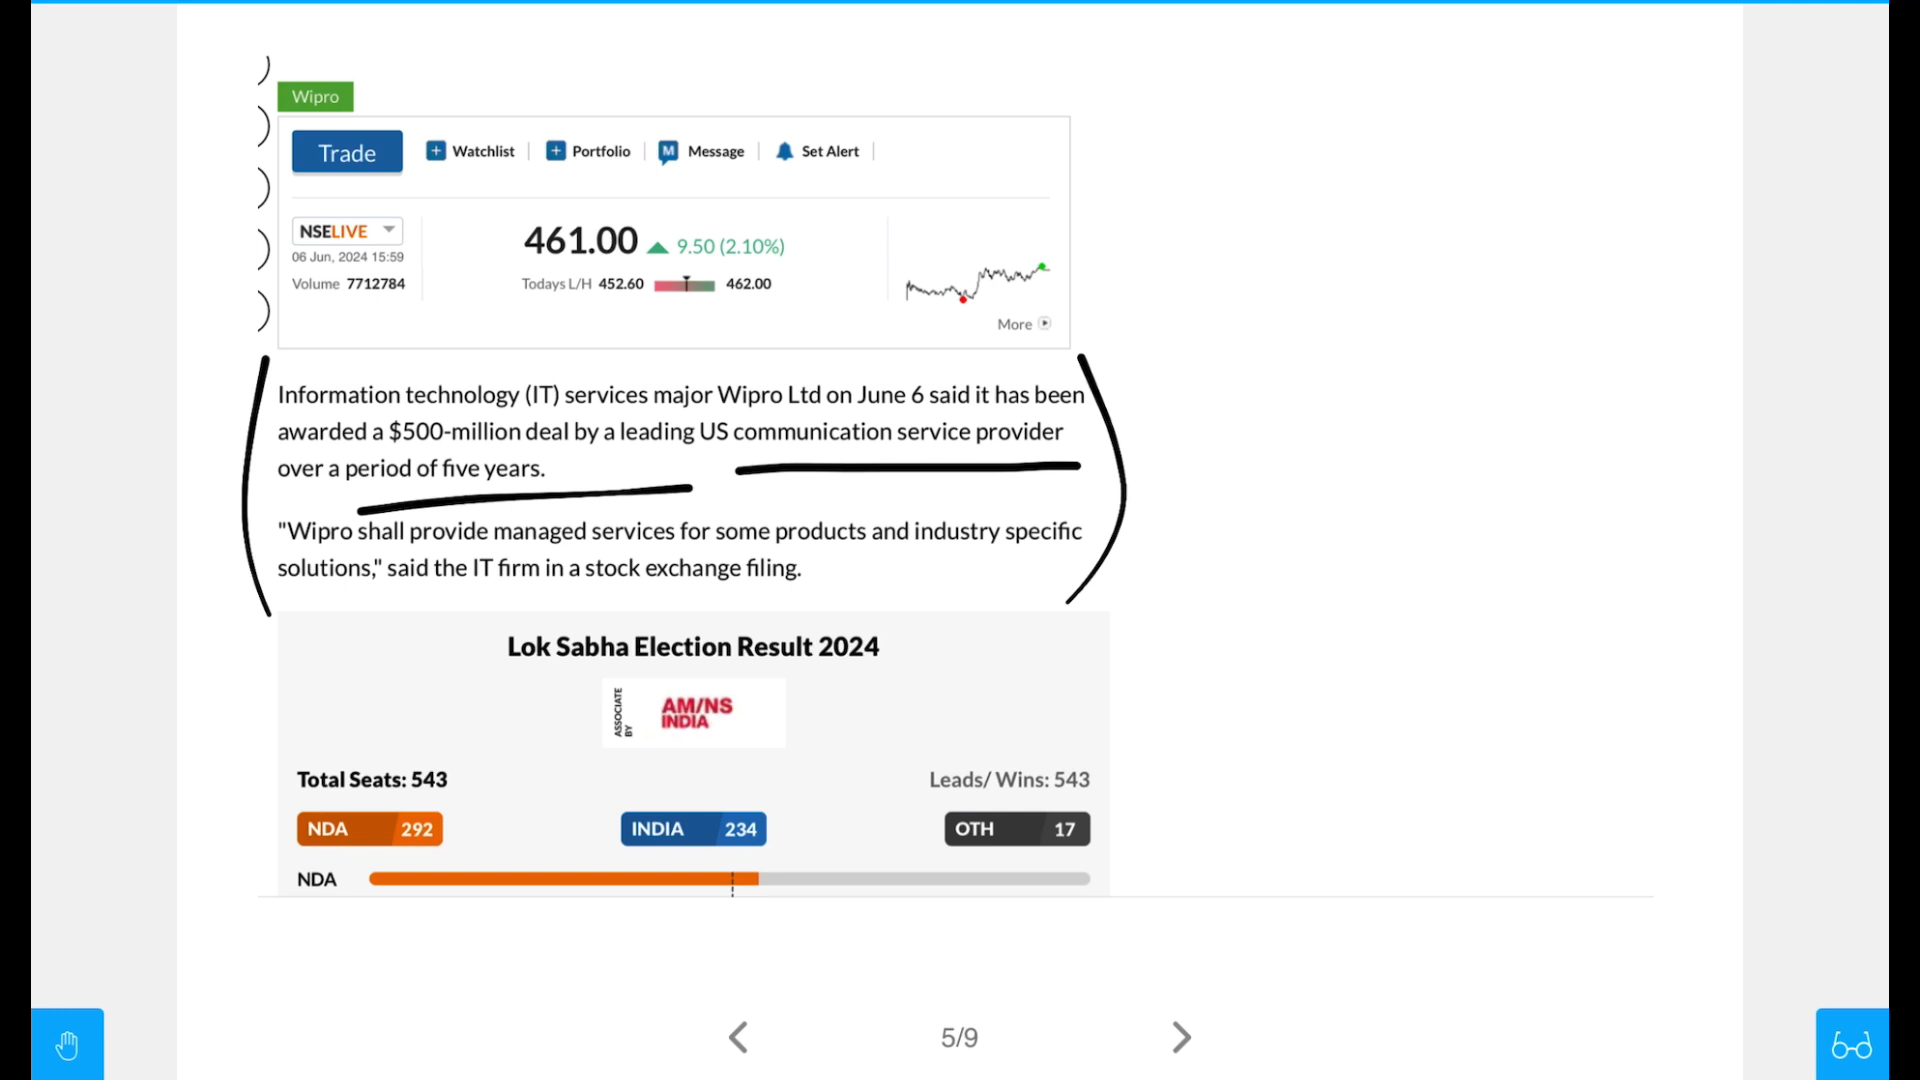 Wipro
Trade
Watchlist
Portfolio
M Message
Set Alert
NSELIVE
06 Jun, 2024 15:59
Volume 7712784
461.00 9.50 (2.10%)
Todays L/H 452.60 462.00
More
Information technology (IT) services major Wipro Ltd on June 6 said it has been
awarded a $500-million deal by a leading US communication service provider
over a period of five years.
"Wipro shall provide managed services for some products and industry specific
solutions," said the IT firm in a stock exchange filing.
Lok Sabha Election Result 2024
ASSOCIATE
BY
AM/NS
INDIA
Total Seats: 543
Leads/ Wins: 543
NDA 292
INDIA 234
OTH 17
NDA
5/9